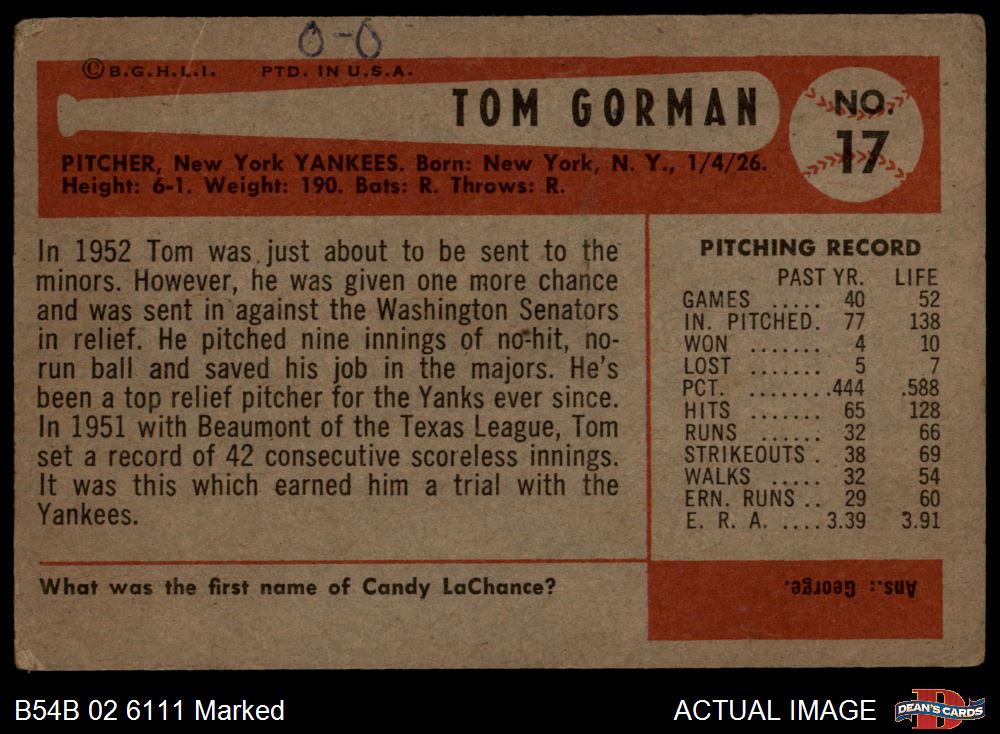 0-0
©B.G.H.L.I. PTD. IN U.S.A.
TOM GORMAN
NO.
17
PITCHER, New York YANKEES. Born: New York, N. Y., 1/4/26.
Height: 6-1. Weight: 190. Bats: R. Throws: R.
In 1952 Tom was just about to be sent to the
minors. However, he was given one more chance
and was sent in against the Washington Senators
in relief. He pitched nine innings of no-hit, no-
run ball and saved his job in the majors. He's
been a top relief pitcher for the Yanks ever since.
In 1951 with Beaumont of the Texas League, Tom
set a record of 42 consecutive scoreless innings.
It was this which earned him a trial with the
Yankees.
PITCHING RECORD
PAST YR. LIFE
GAMES ..... 40 52
IN. PITCHED. 77 138
WON ....... 4 10
LOST ....... 5 7
PCT. ....... .444 .588
HITS ....... 65 128
RUNS ...... 32 66
STRIKEOUTS . 38 69
WALKS ..... 32 54
ERN. RUNS .. 29 60
E. R. A. .... 3.39 3.91
What was the first name of Candy LaChance?
Ans.: George.
B54B 02 6111 Marked
ACTUAL IMAGE
DEAN'S CARDS